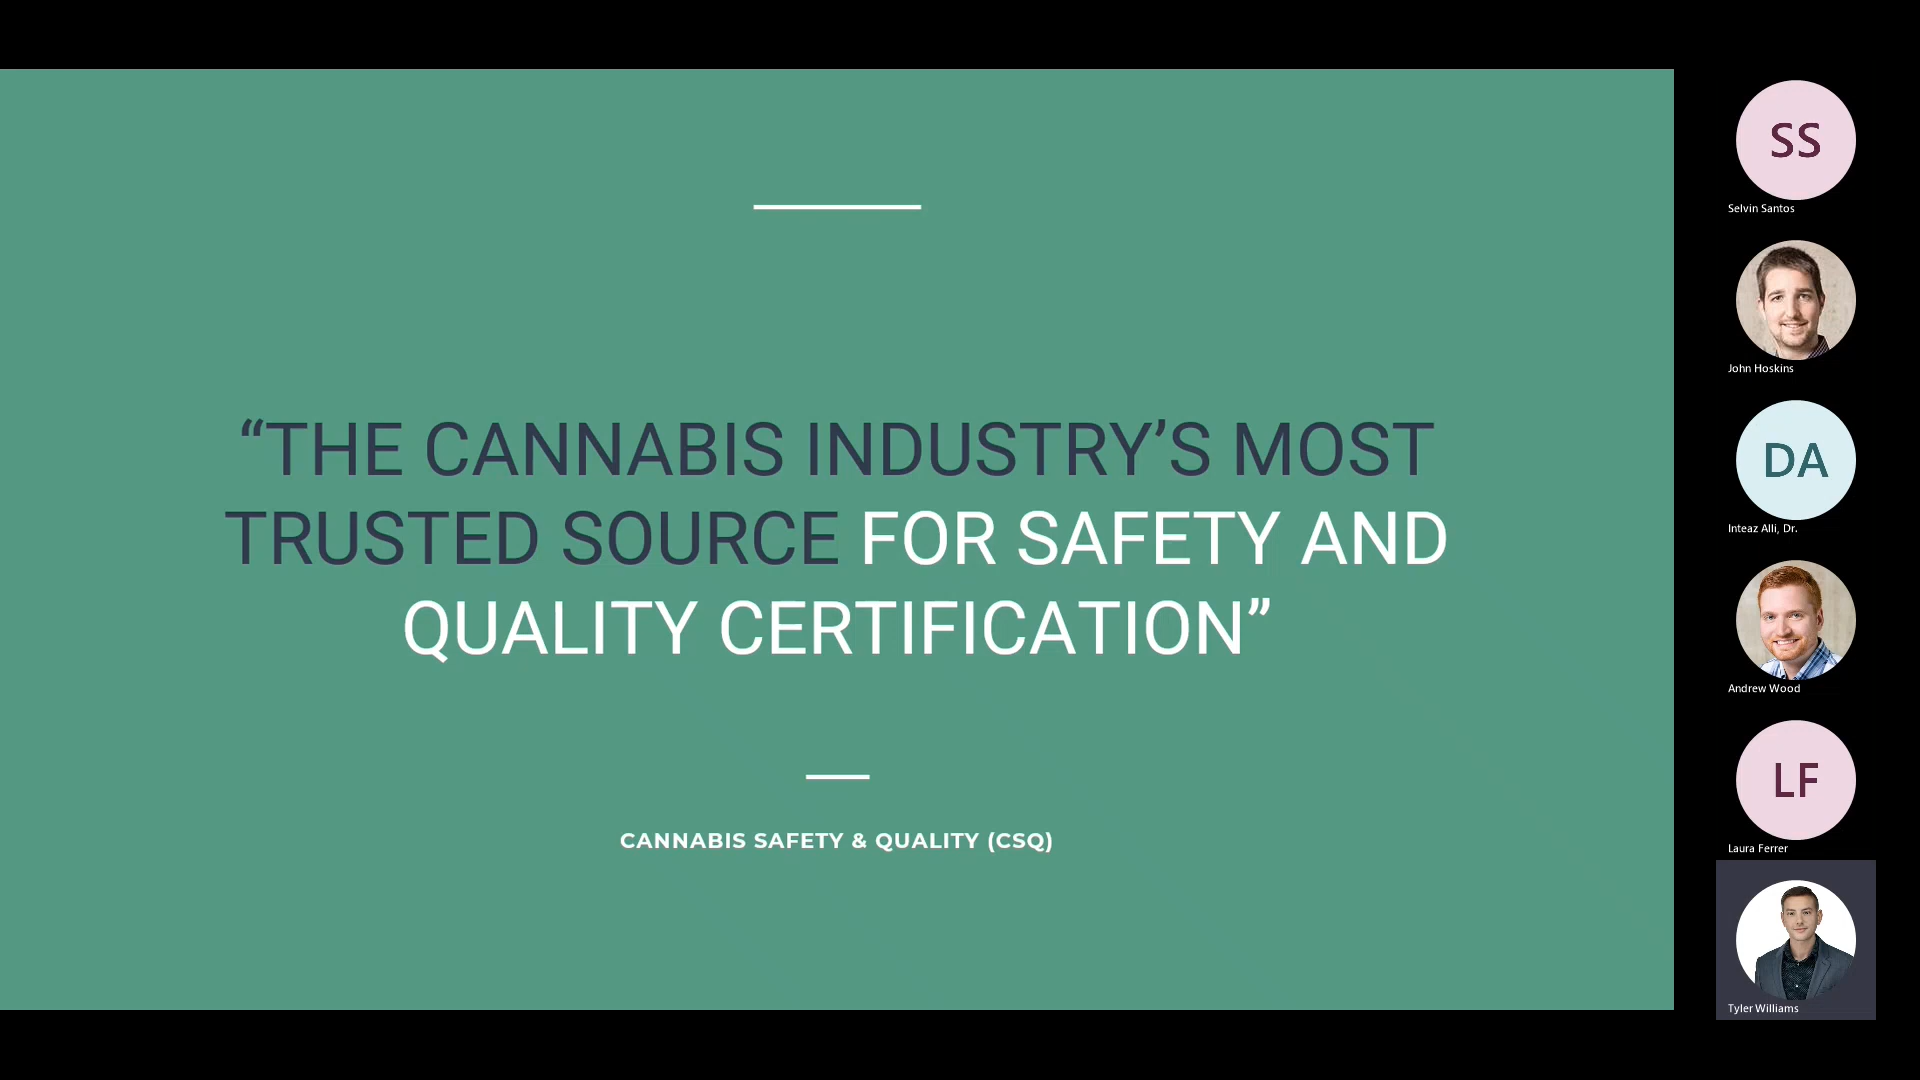 “THE CANNABIS INDUSTRY’S MOST
TRUSTED SOURCE FOR SAFETY AND
QUALITY CERTIFICATION”
CANNABIS SAFETY & QUALITY (CSQ)
SS
Selvin Santos
John Hoskins
DA
Inteaz Alli, Dr.
Andrew Wood
LF
Laura Ferrer
Tyler Williams